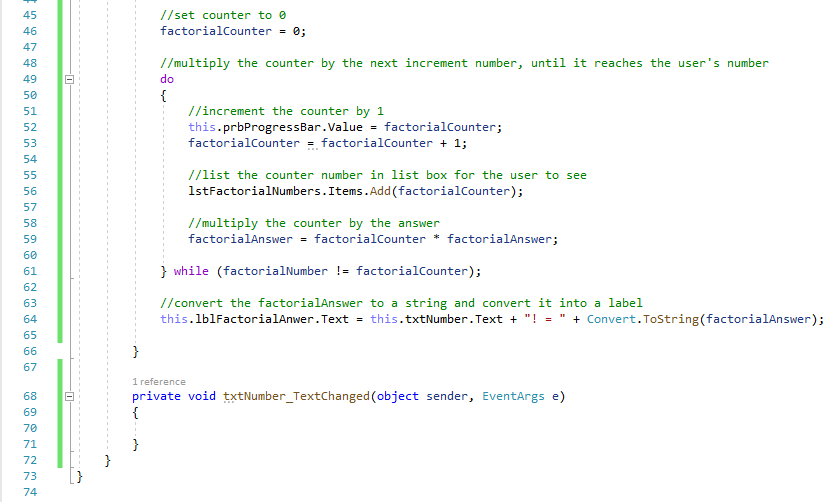 45 //set counter to 0
46 factorialCounter = 0;
47
48 //multiply the counter by the next increment number, until it reaches the user's number
49 do
50 {
51 //increment the counter by 1
52 this.prbProgressBar.Value = factorialCounter;
53 factorialCounter = factorialCounter + 1;
54
55 //list the counter number in list box for the user to see
56 lstFactorialNumbers.Items.Add(factorialCounter);
57
58 //multiply the counter by the answer
59 factorialAnswer = factorialCounter * factorialAnswer;
60
61 } while (factorialNumber != factorialCounter);
62
63 //convert the factorialAnswer to a string and convert it into a label
64 this.lblFactorialAnwer.Text = this.txtNumber.Text + "! = " + Convert.ToString(factorialAnswer);
65
66 }
67
1 reference
68 private void txtNumber_TextChanged(object sender, EventArgs e)
69 {
70
71 }
72 }
73 }
74